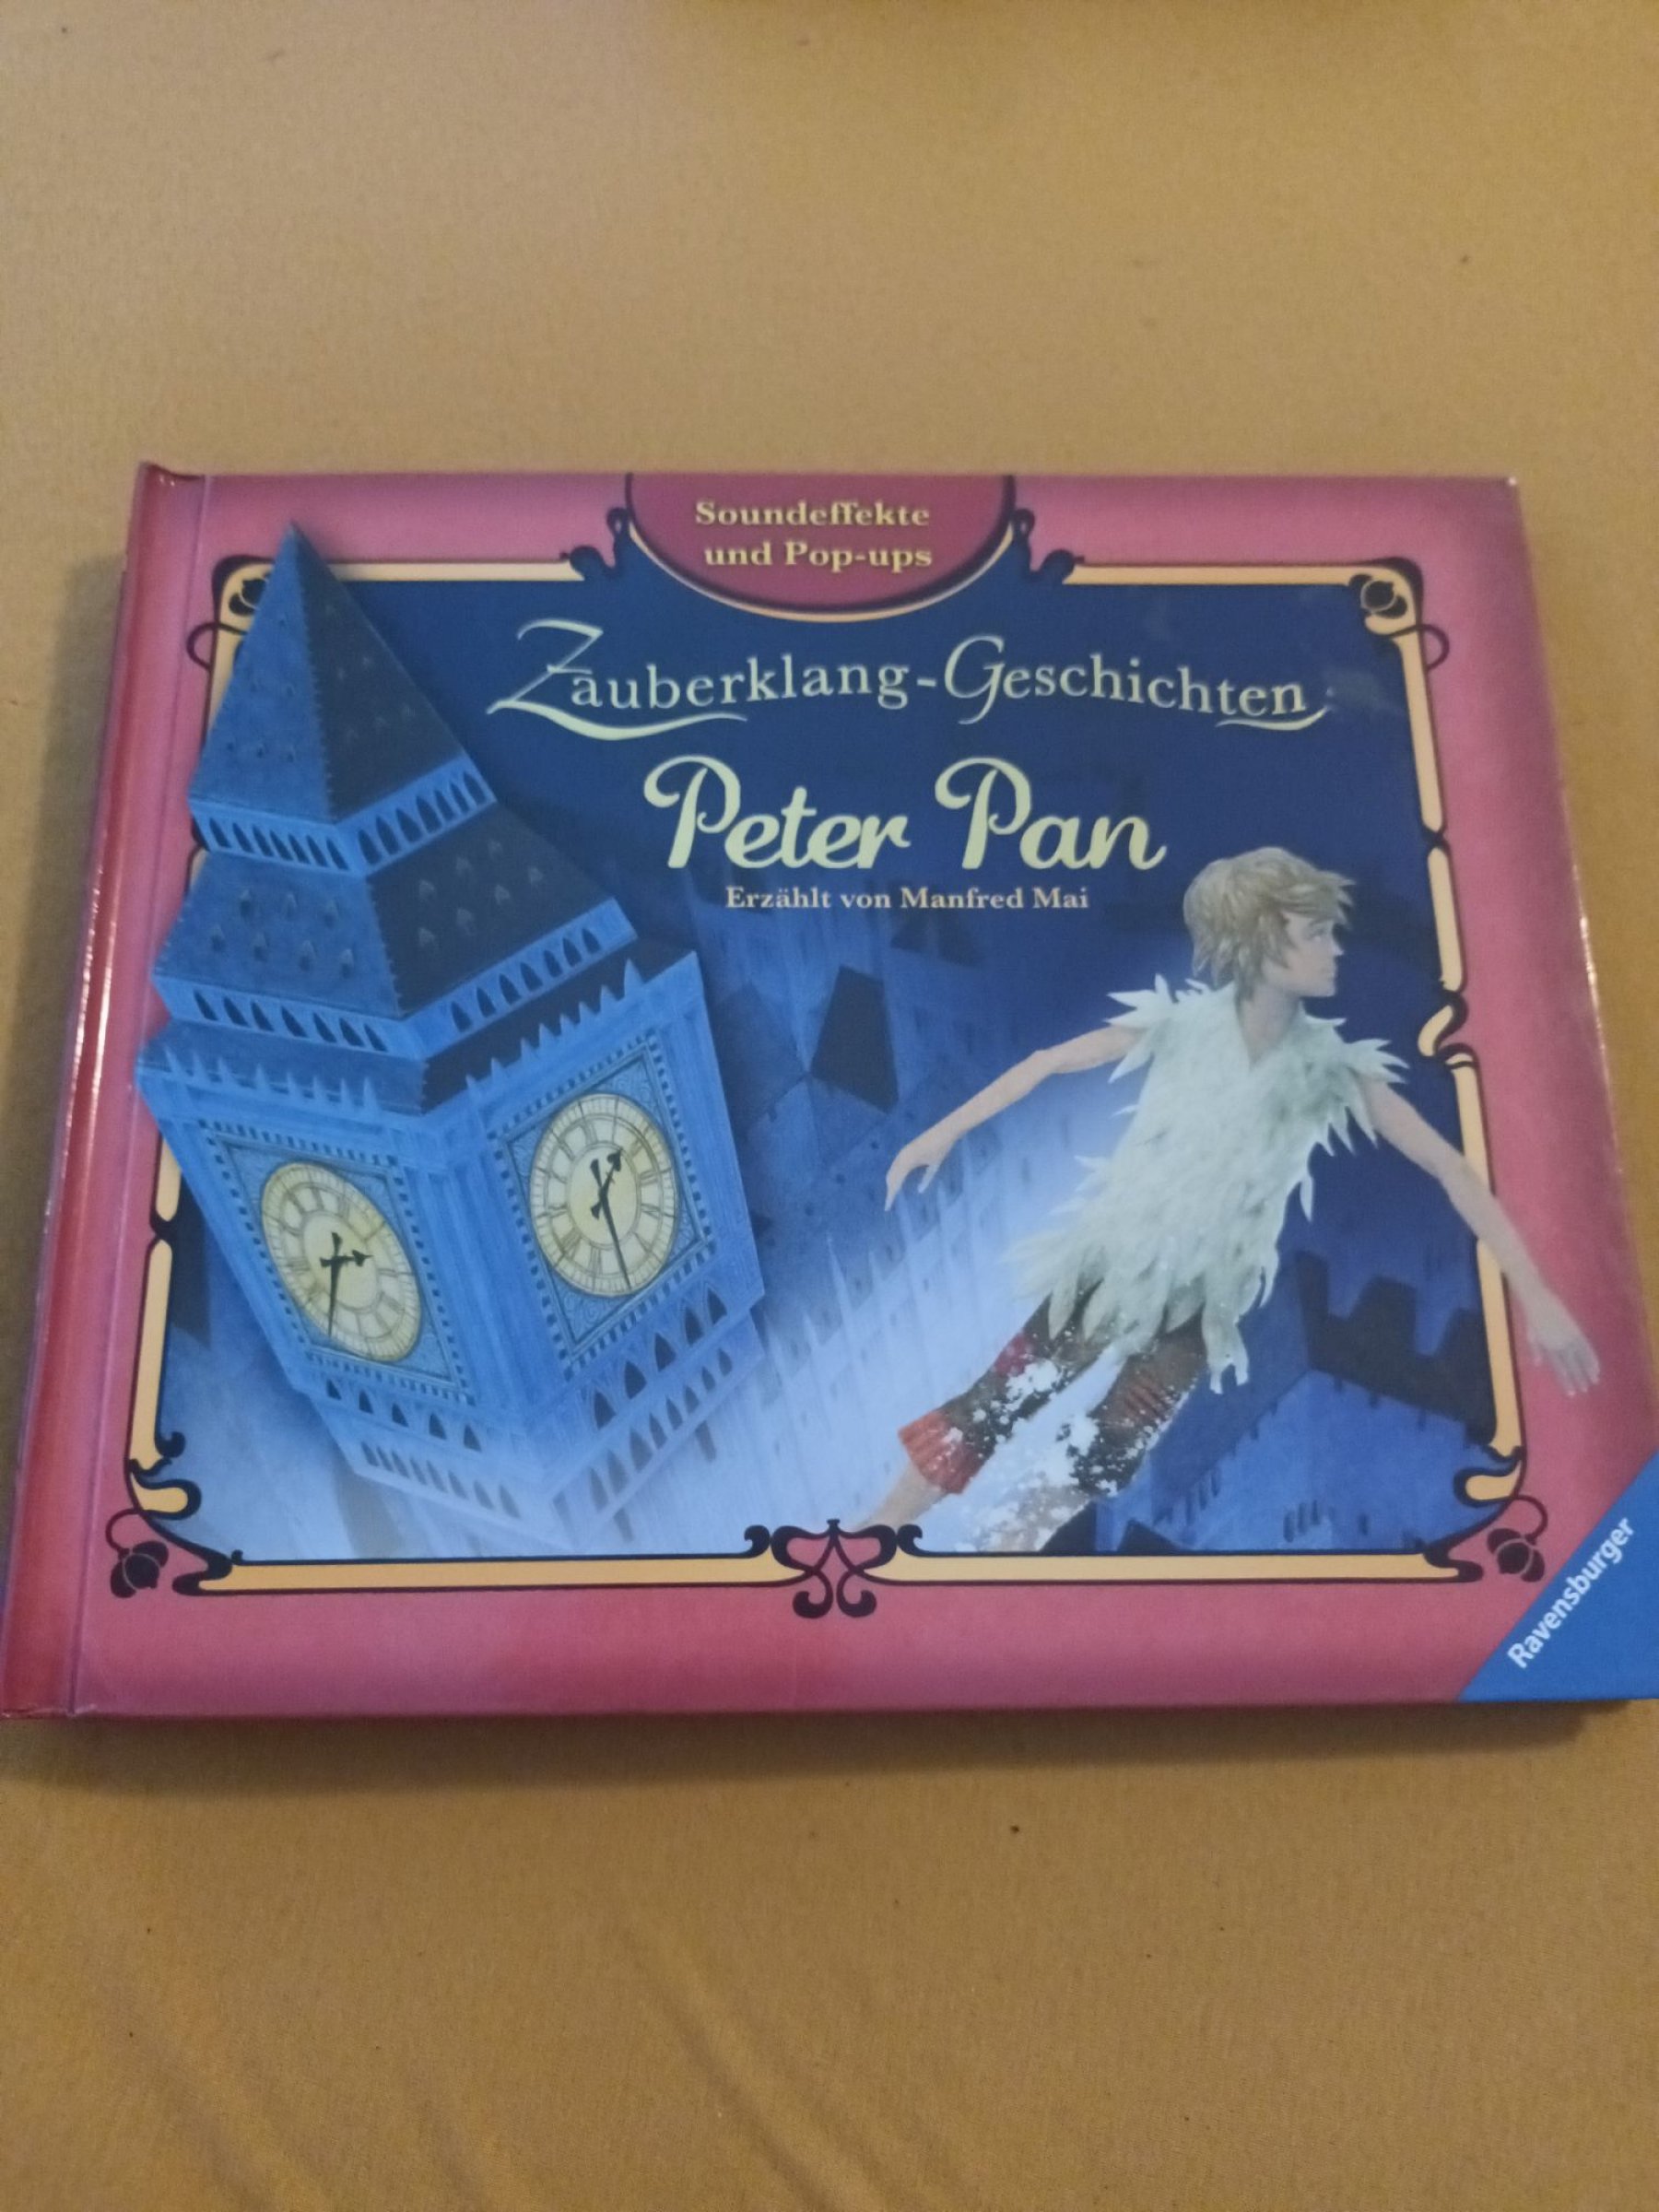 Soundeffekte
und Pop-ups
Zauberklang-Geschichten
Peter Pan
Erzählt von Manfred Mai
Ravensburger